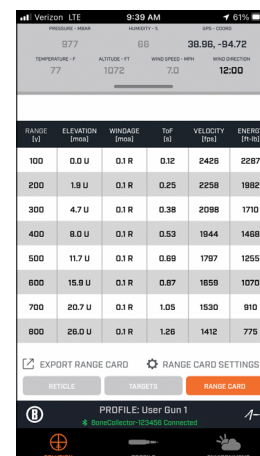 Verizon LTE 9:39 AM 61%
PRESSURE - MBAR HUMIDITY - % GPS - COORD
977 66 38.96, -94.72
TEMPERATURE - F ALTITUDE - FT WIND SPEED - MPH WIND DIRECTION
77 1072 7.0 12:00
RANGE ELEVATION WINDAGE ToF VELOCITY ENERG
[y] [moa] [moa] [s] [fps] [ft-lb]
100 0.0 U 0.1 R 0.12 2426 2287
200 1.9 U 0.1 R 0.25 2258 1982
300 4.7 U 0.1 R 0.38 2098 1710
400 8.0 U 0.1 R 0.53 1944 1468
500 11.7 U 0.1 R 0.69 1797 1255
600 15.9 U 0.1 R 0.87 1659 1070
700 20.7 U 0.1 R 1.05 1530 910
800 26.0 U 0.1 R 1.26 1412 775
EXPORT RANGE CARD RANGE CARD SETTINGS
RETICLE TARGETS RANGE CARD
PROFILE: User Gun 1
BoneCollector-123456 Connected